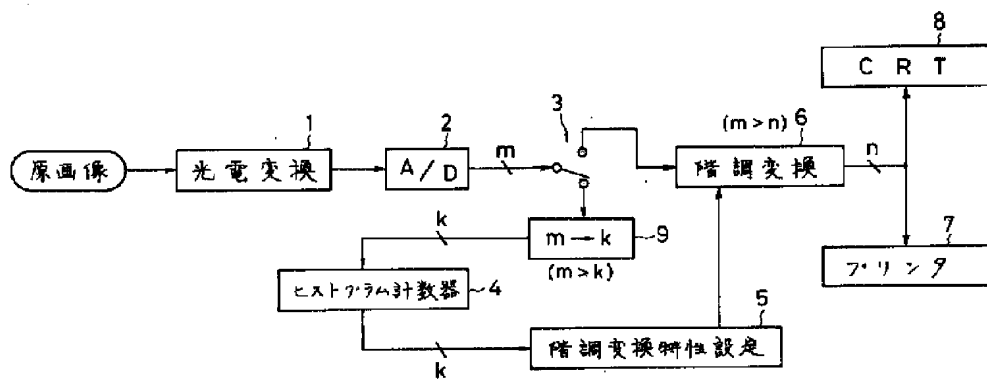 8
C R T
1
2
3
(m>n)
6
原画像
光電変換
A/D
m
階調変換
n
k
m→k
9
(m>k)
7
プリンタ
ヒストグラム計数器
4
5
k
階調変換特性設定